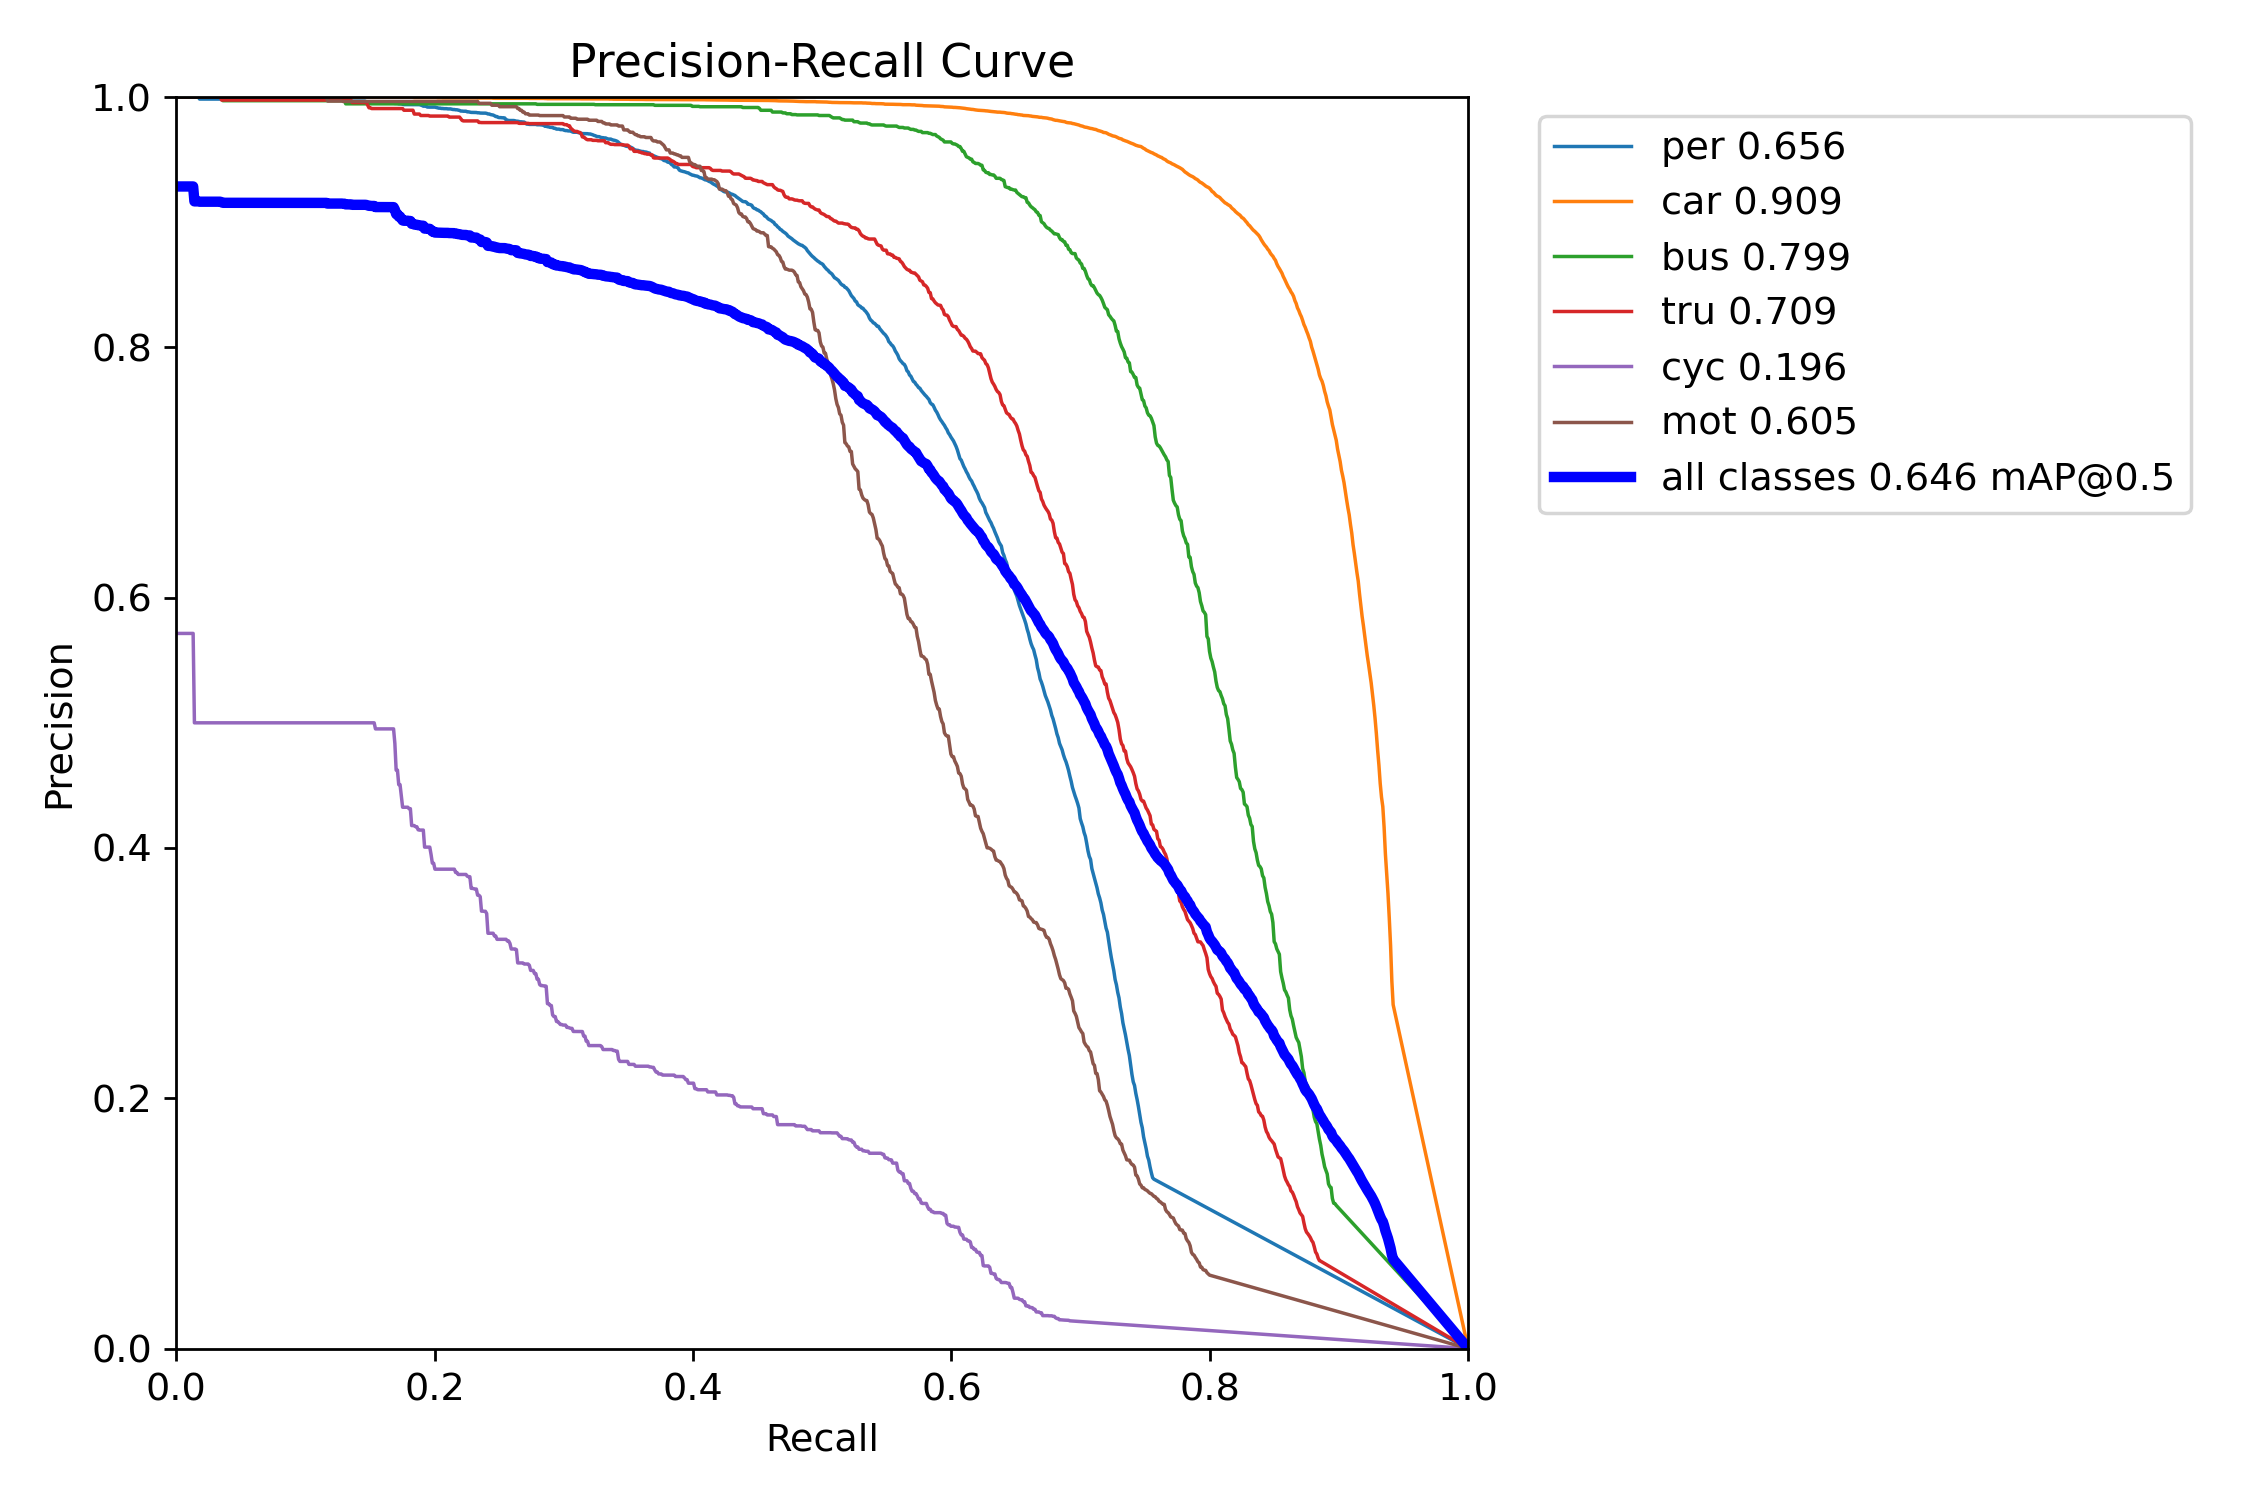 Precision-Recall Curve
1.0
0.8
0.6
0.4
0.2
0.0
Precision
0.0 0.2 0.4 0.6 0.8 1.0
Recall
per 0.656
car 0.909
bus 0.799
tru 0.709
cyc 0.196
mot 0.605
all classes 0.646 mAP@0.5